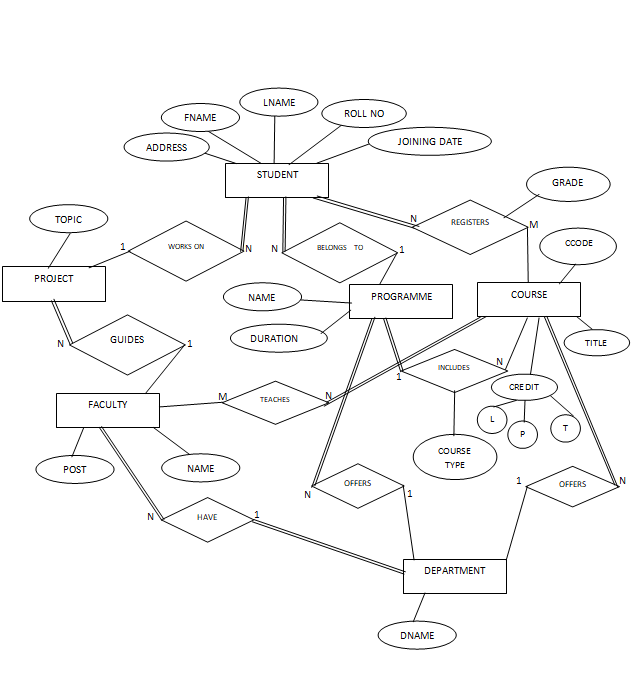 LNAME
FNAME
ROLL NO
ADDRESS
JOINING DATE
STUDENT
GRADE
TOPIC
N
REGISTERS
M
1
WORKS ON
N
N
BELONGS TO
1
CCODE
PROJECT
NAME
PROGRAMME
COURSE
N
GUIDES
1
DURATION
TITLE
INCLUDES
N
1
CREDIT
FACULTY
M
TEACHES
N
L
P
T
POST
NAME
COURSE
TYPE
N
OFFERS
1
1
OFFERS
N
N
HAVE
1
DEPARTMENT
DNAME